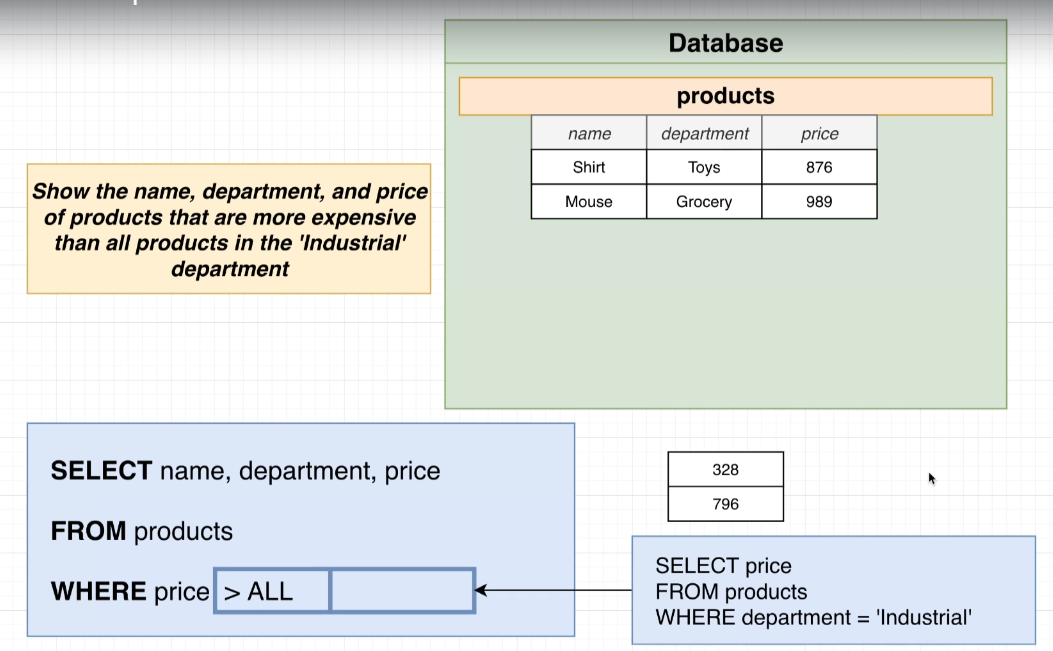 Database
products
name department price
Shirt Toys 876
Mouse Grocery 989
Show the name, department, and price
of products that are more expensive
than all products in the 'Industrial'
department
SELECT name, department, price
FROM products
WHERE price > ALL
328
796
SELECT price
FROM products
WHERE department = 'Industrial'